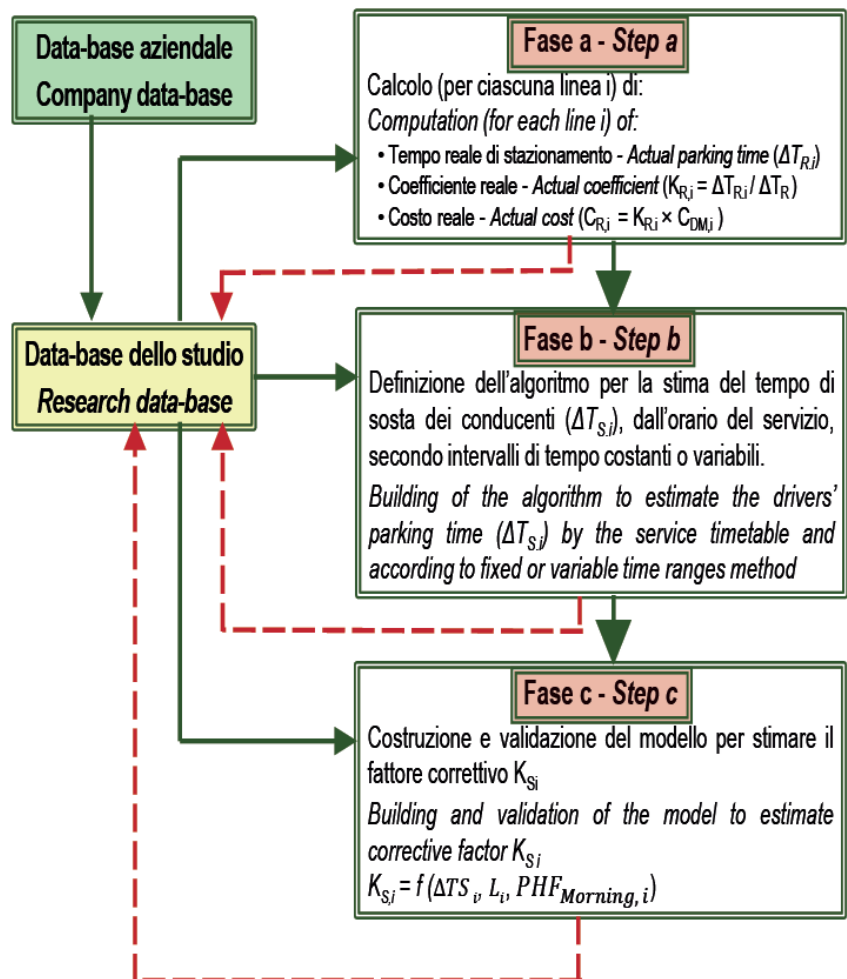 Data-base aziendale
Company data-base
Fase a - Step a
Calcolo (per ciascuna linea i) di:
Computation (for each line i) of:
• Tempo reale di stazionamento - Actual parking time (ΔT_R,i)
• Coefficiente reale - Actual coefficient (K_R,i = ΔT_R,i / ΔT_R)
• Costo reale - Actual cost (C_R,i = K_R,i × C_DM,i )
Data-base dello studio
Research data-base
Fase b - Step b
Definizione dell'algoritmo per la stima del tempo di
sosta dei conducenti (ΔT_S,i), dall'orario del servizio,
secondo intervalli di tempo costanti o variabili.
Building of the algorithm to estimate the drivers'
parking time (ΔT_S,i) by the service timetable and
according to fixed or variable time ranges method
Fase c - Step c
Costruzione e validazione del modello per stimare il
fattore correttivo K_Si
Building and validation of the model to estimate
corrective factor K_S i
K_S,i = f (ΔTS_i, L_i, PHF_Morning, i)